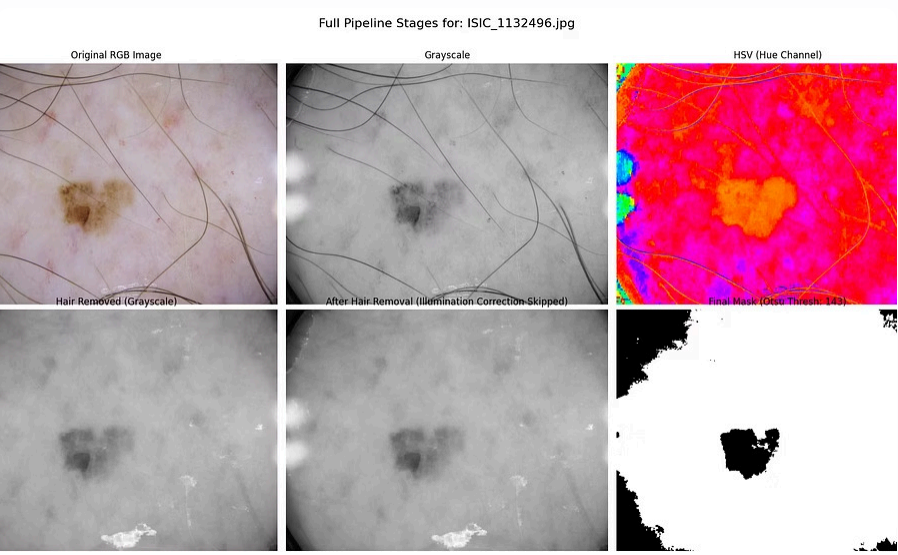 Full Pipeline Stages for: ISIC_1132496.jpg
Original RGB Image
Grayscale
HSV (Hue Channel)
Hair Removed (Grayscale)
After Hair Removal (Illumination Correction Skipped)
Final Mask (Otsu Thresh: 143)